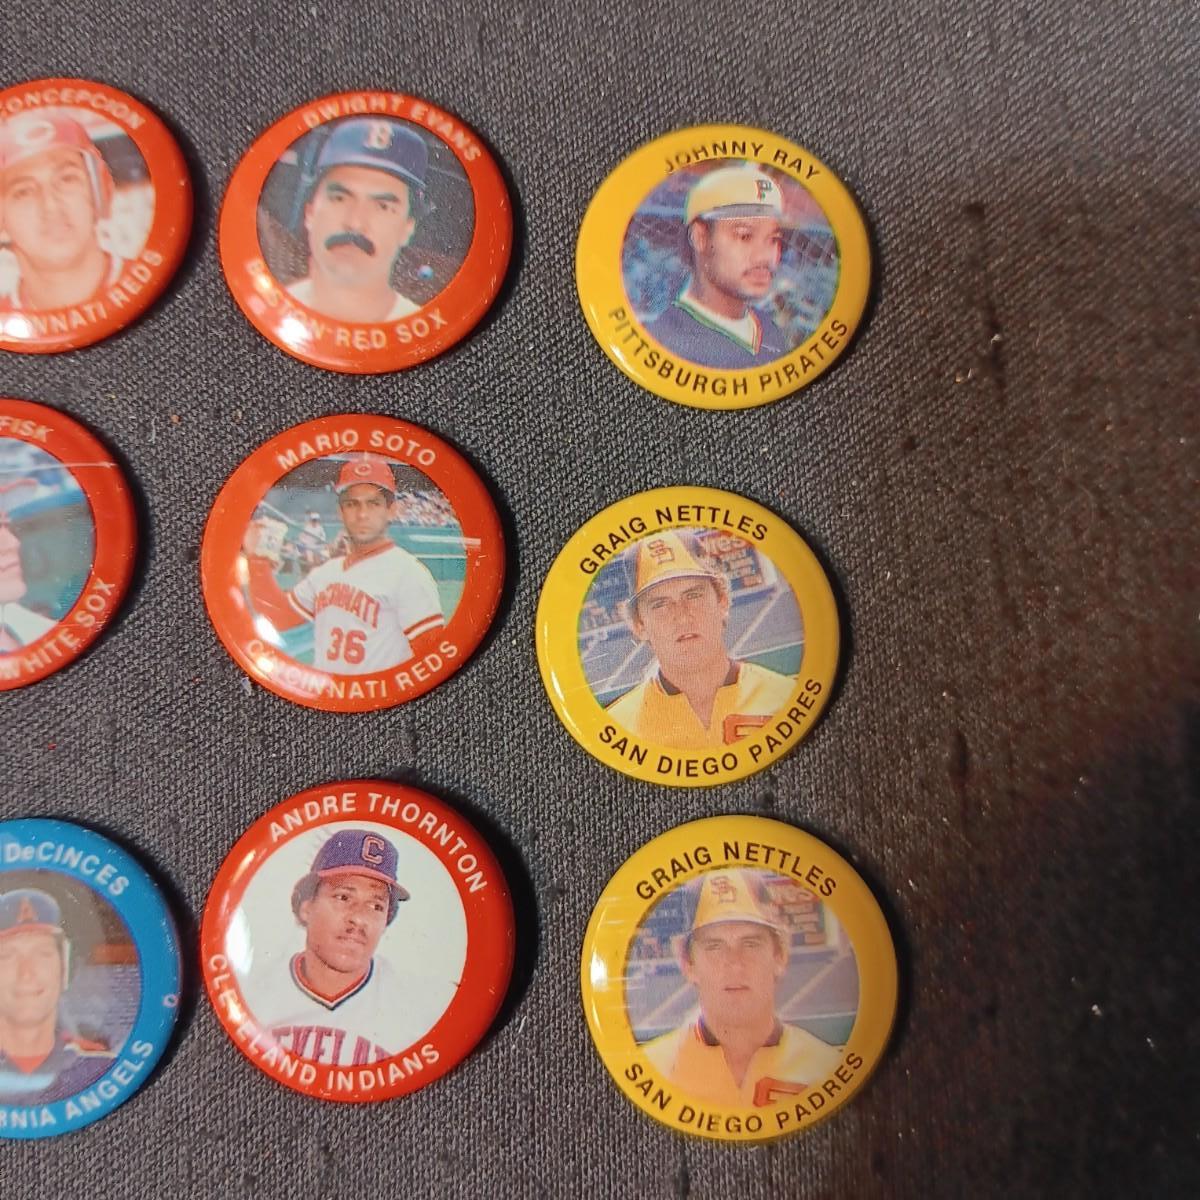 CONCEPCION
CINNATI REDS
DWIGHT EVANS
BOSTON RED SOX
JOHNNY RAY
P
PITTSBURGH PIRATES
FISK
WHITE SOX
MARIO SOTO
CINCINNATI
36
CINCINNATI REDS
GRAIG NETTLES
SD
SAN DIEGO PADRES
DeCINCES
A
RNIA ANGELS
ANDRE THORNTON
C
CLEVELAND INDIANS
GRAIG NETTLES
SD
SAN DIEGO PADRES